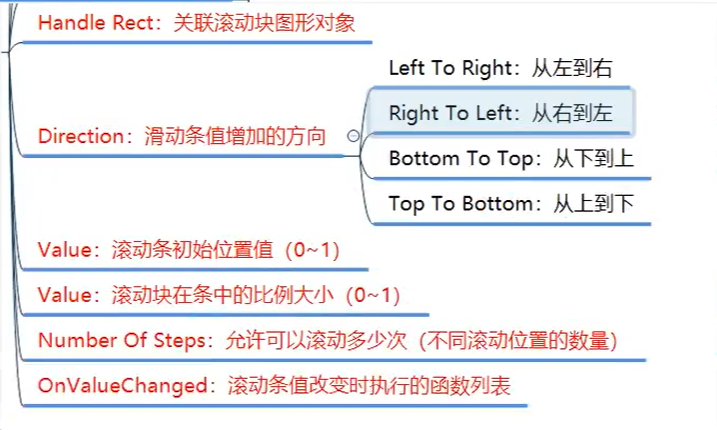 Handle Rect：关联滚动块图形对象
Direction：滑动条值增加的方向
Left To Right：从左到右
Right To Left：从右到左
Bottom To Top：从下到上
Top To Bottom：从上到下
Value：滚动条初始位置值（0~1）
Value：滚动块在条中的比例大小（0~1）
Number Of Steps：允许可以滚动多少次（不同滚动位置的数量）
OnValueChanged：滚动条值改变时执行的函数列表